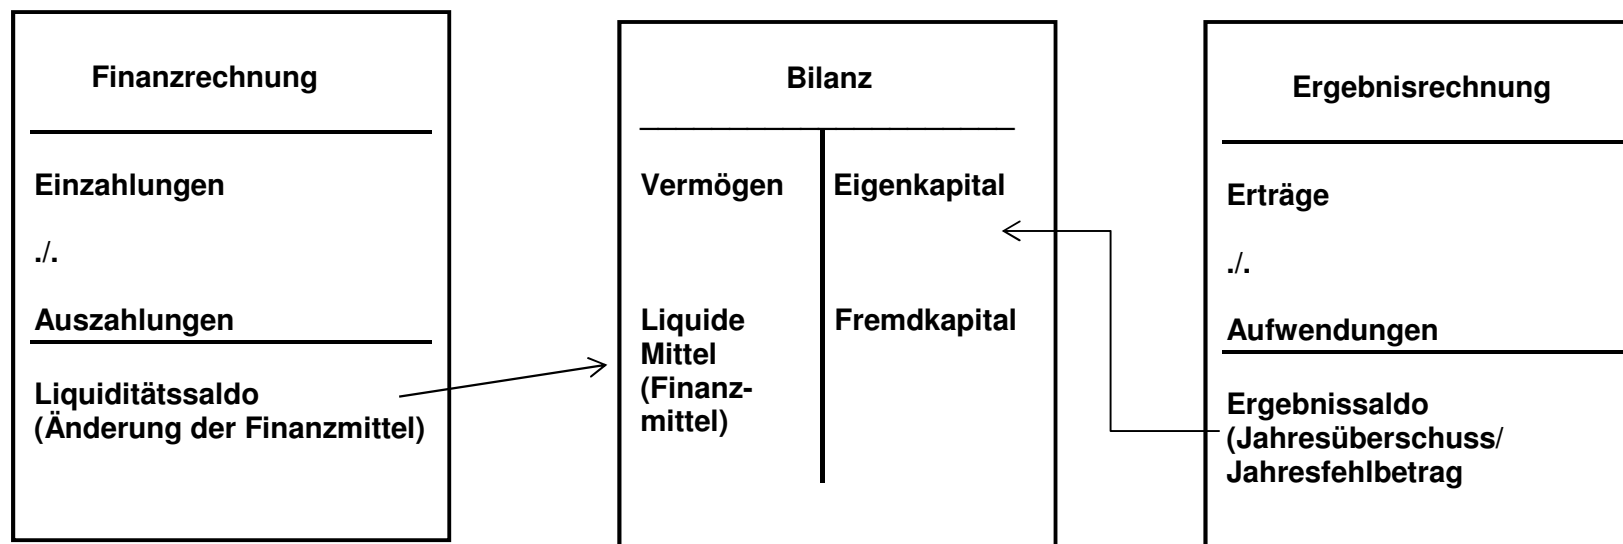 Finanzrechnung
Einzahlungen
./.
Auszahlungen
Liquiditätssaldo
(Änderung der Finanzmittel)
Bilanz
Vermögen
Liquide
Mittel
(Finanz-
mittel)
Eigenkapital
Fremdkapital
Ergebnisrechnung
Erträge
./.
Aufwendungen
Ergebnissaldo
(Jahresüberschuss/
Jahresfehlbetrag